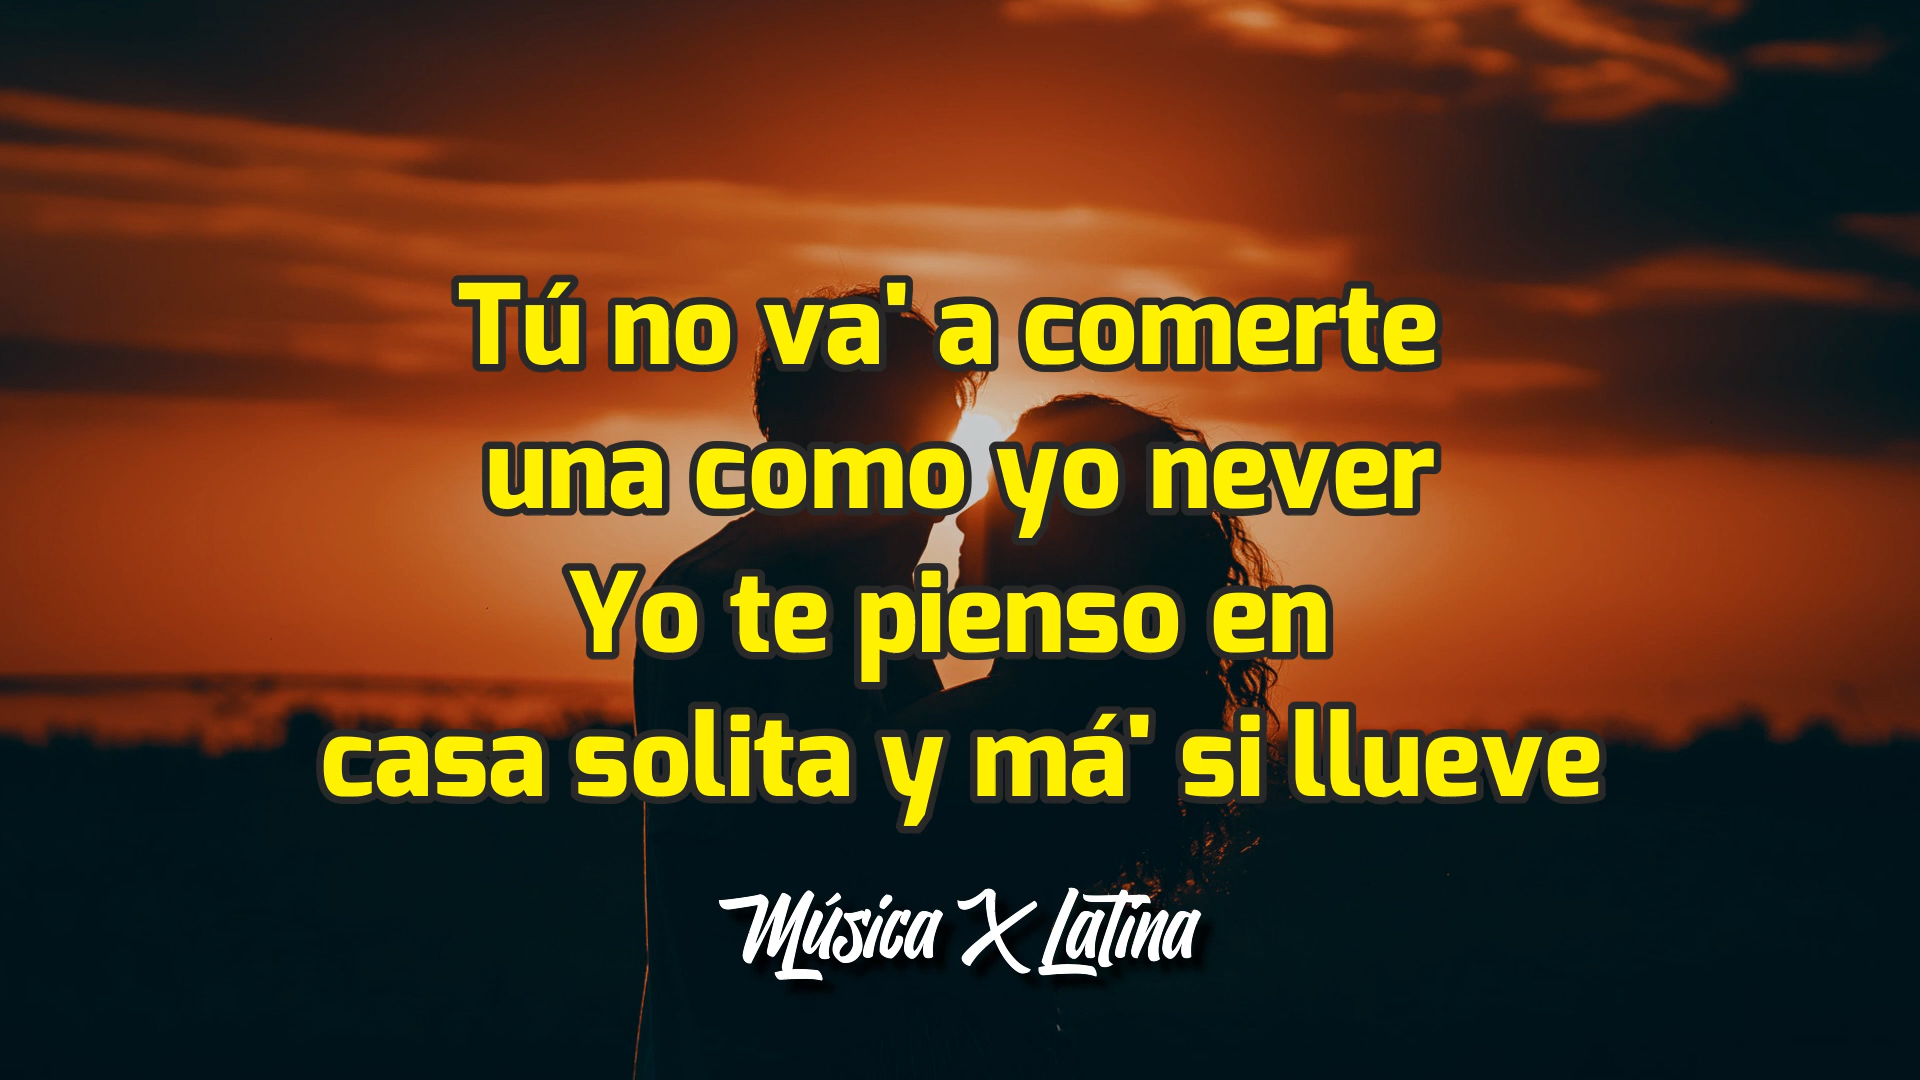 Tú no va' a comerte
una como yo never
Yo te pienso en
casa solita y má' si llueve
Música X Latina